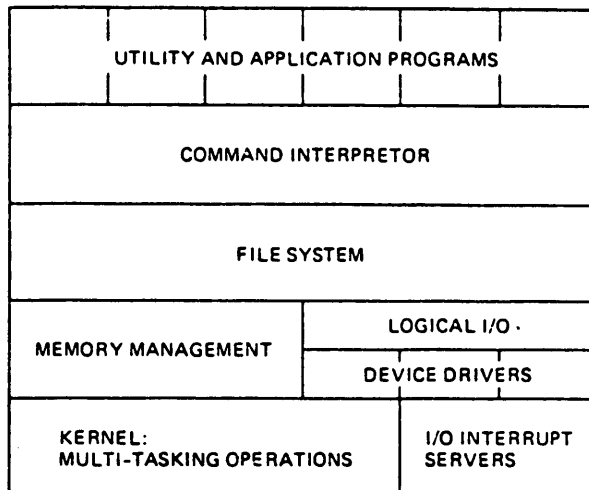 UTILITY AND APPLICATION PROGRAMS
COMMAND INTERPRETOR
FILE SYSTEM
MEMORY MANAGEMENT
LOGICAL I/O
DEVICE DRIVERS
KERNEL:
MULTI-TASKING OPERATIONS
I/O INTERRUPT
SERVERS